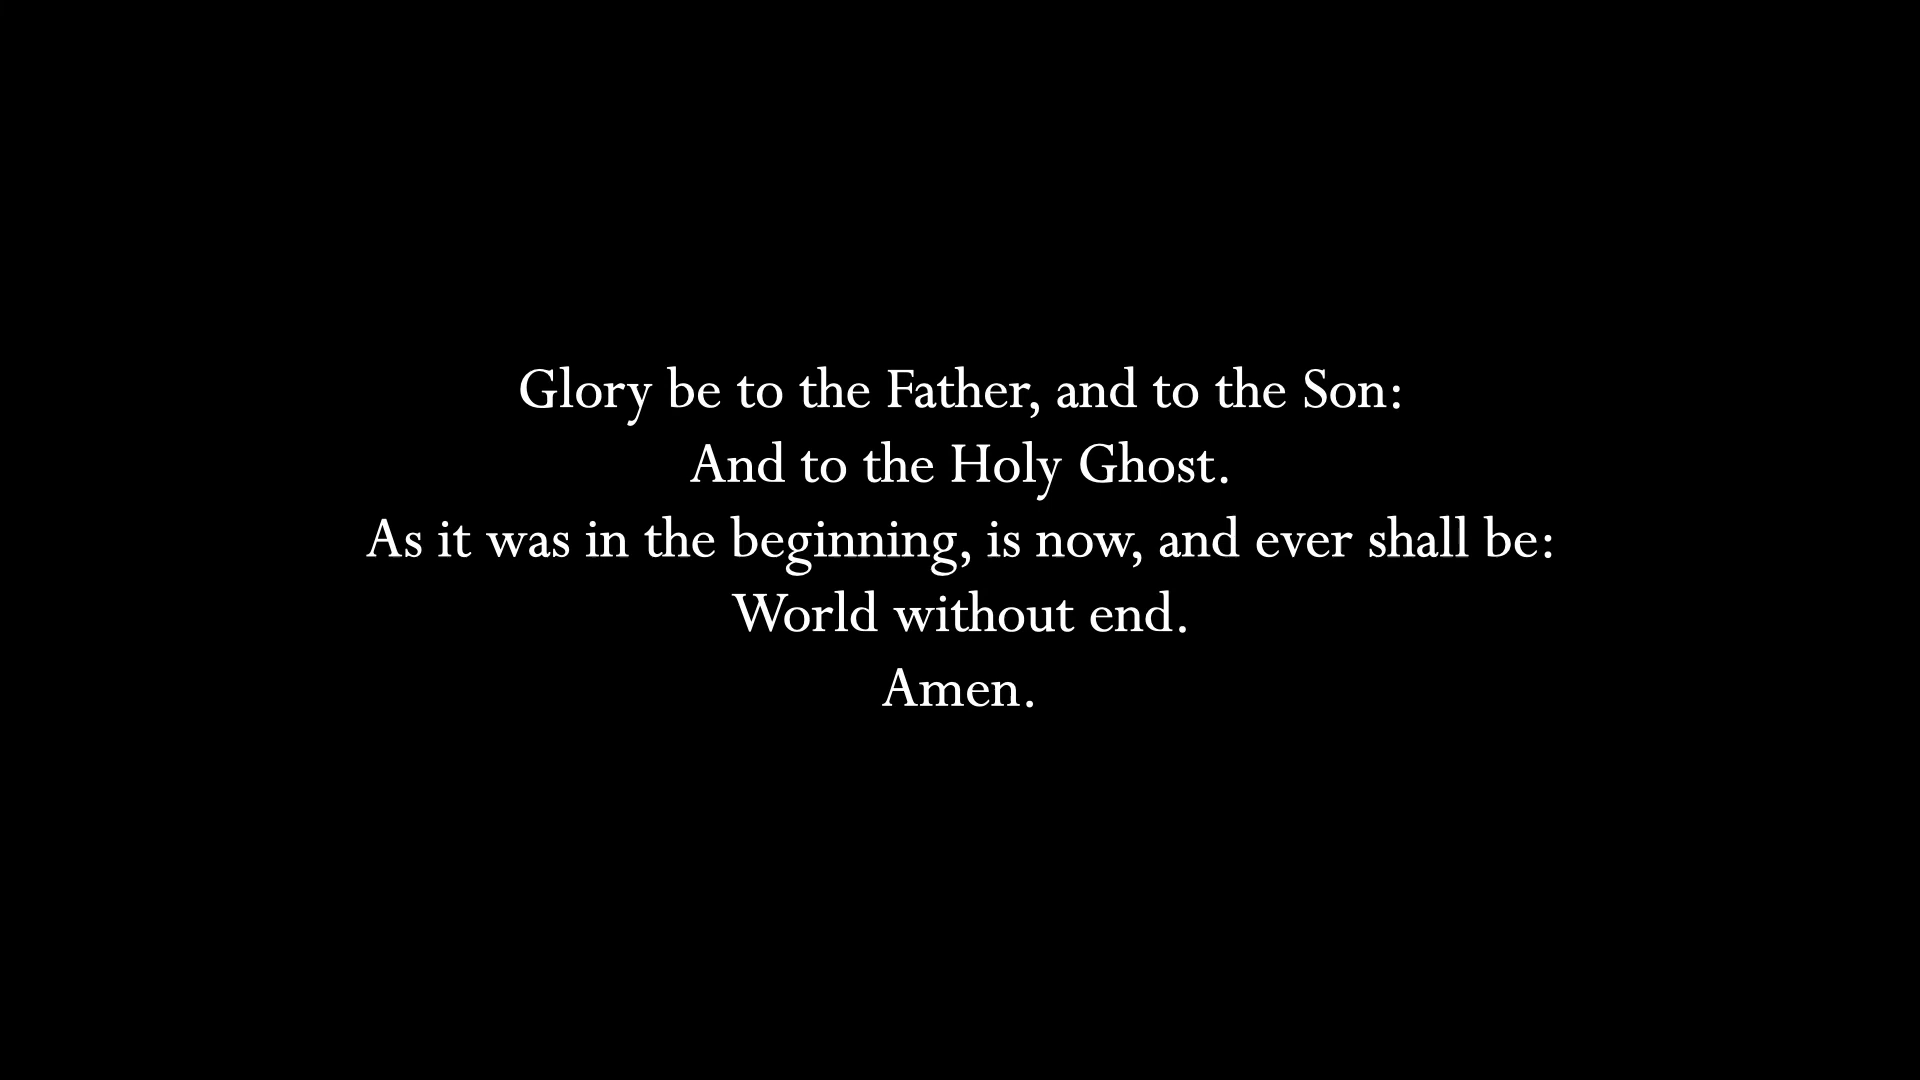 Glory be to the Father, and to the Son:
And to the Holy Ghost.
As it was in the beginning, is now, and ever shall be:
World without end.
Amen.